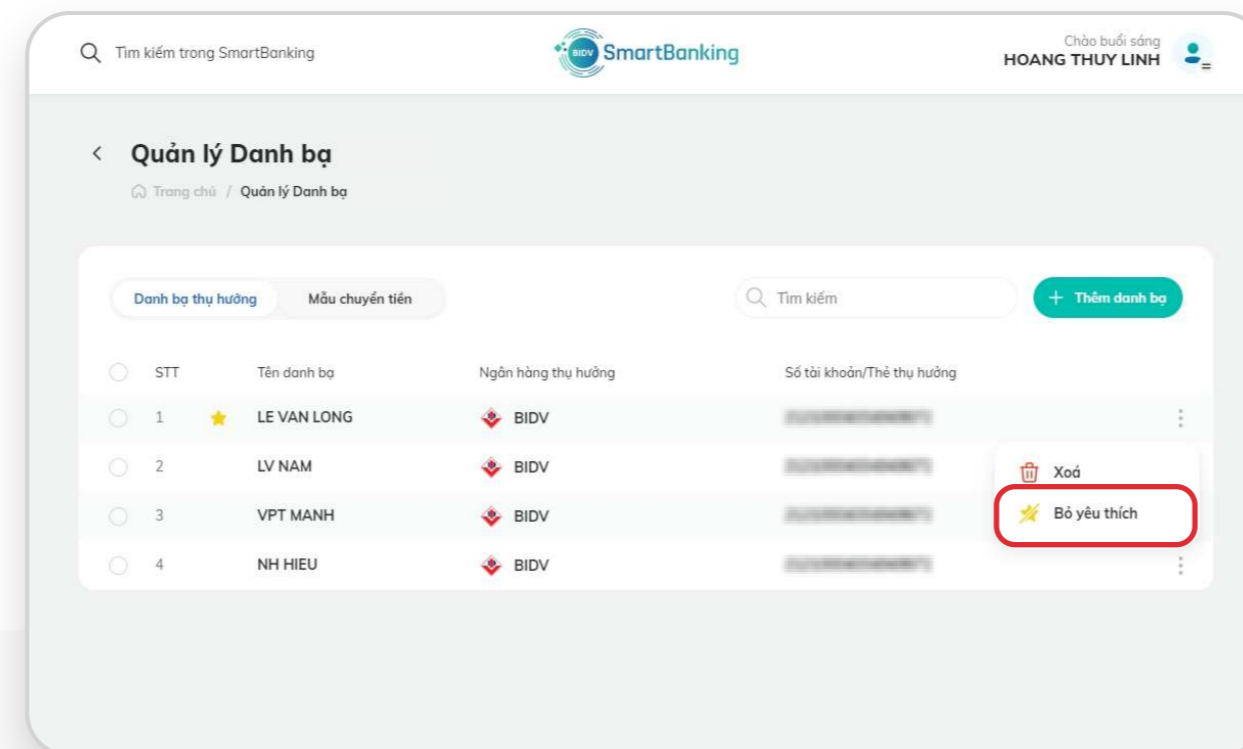 Tìm kiếm trong SmartBanking
BIDV SmartBanking
Chào buổi sáng
HOANG THUY LINH
Quản lý Danh bạ
Trang chủ / Quản lý Danh bạ
Danh bạ thụ hưởng Mẫu chuyển tiền Tìm kiếm + Thêm danh bạ
STT Tên danh bạ Ngân hàng thụ hưởng Số tài khoản/Thẻ thụ hưởng
1 LE VAN LONG BIDV
2 LV NAM BIDV
Xoá
3 VPT MANH BIDV
Bỏ yêu thích
4 NH HIEU BIDV